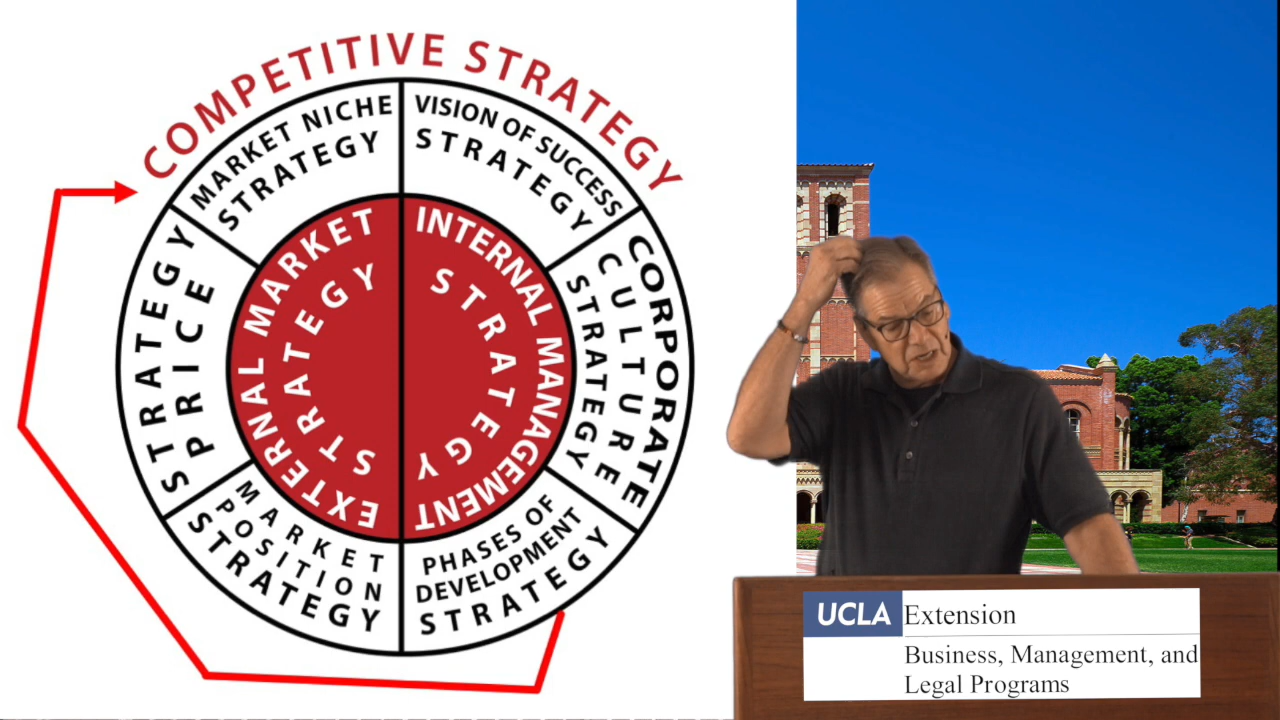 COMPETITIVE STRATEGY
MARKET NICHE
STRATEGY
VISION OF SUCCESS
STRATEGY
STRATEGY
PRICE
CORPORATE
CULTURE
STRATEGY
EXTERNAL MARKET
STRATEGY
INTERNAL MANAGEMENT
STRATEGY
MARKET
POSITION
STRATEGY
PHASES OF
DEVELOPMENT
STRATEGY
UCLA Extension
Business, Management, and
Legal Programs